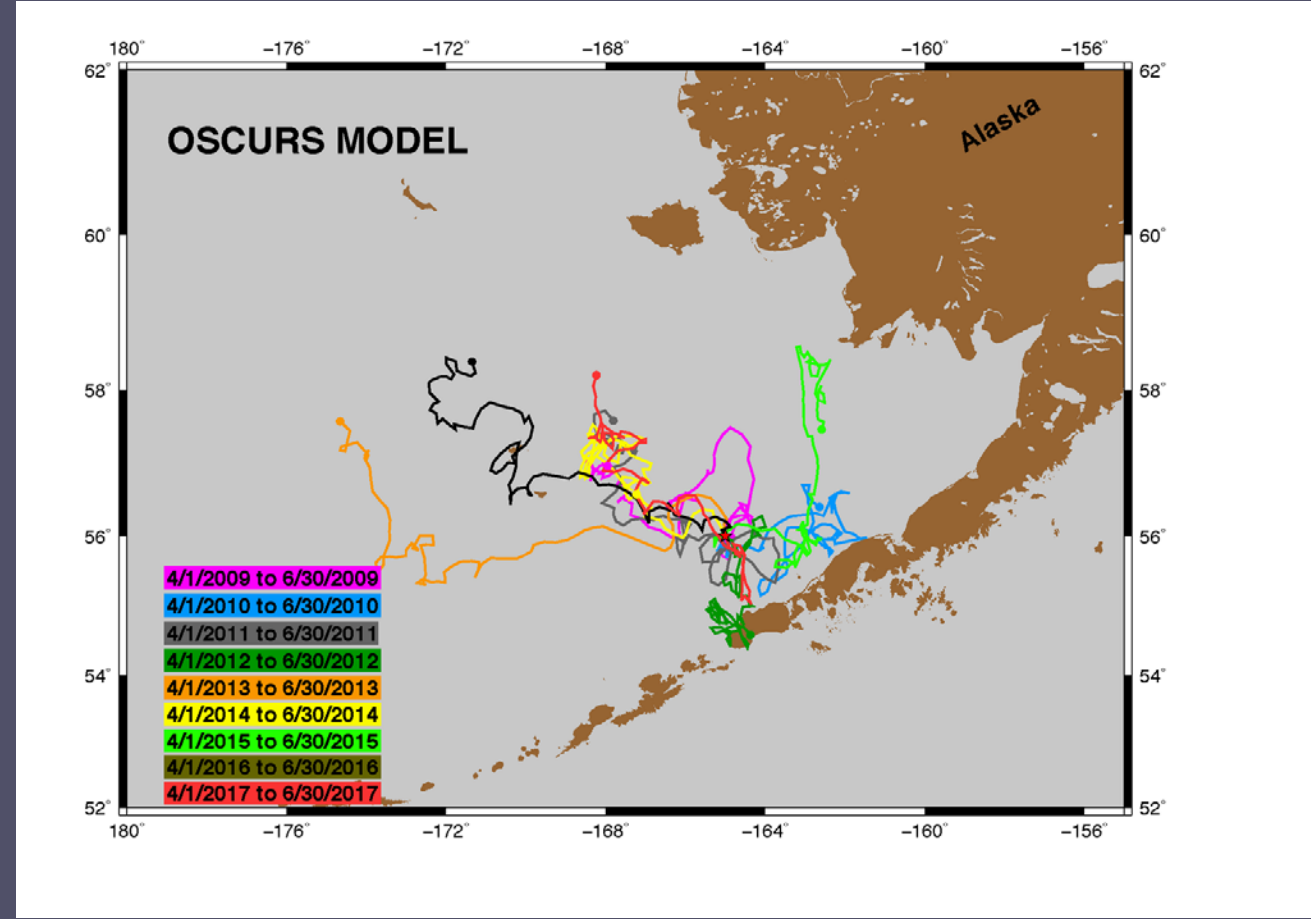 180° −176° −172° −168° −164° −160° −156°
62° 62°
Alaska
OSCURS MODEL
60° 60°
58° 58°
56° 56°
4/1/2009 to 6/30/2009
4/1/2010 to 6/30/2010
4/1/2011 to 6/30/2011
4/1/2012 to 6/30/2012
54° 54°
4/1/2013 to 6/30/2013
4/1/2014 to 6/30/2014
4/1/2015 to 6/30/2015
4/1/2016 to 6/30/2016
4/1/2017 to 6/30/2017
52° 52°
180° −176° −172° −168° −164° −160° −156°